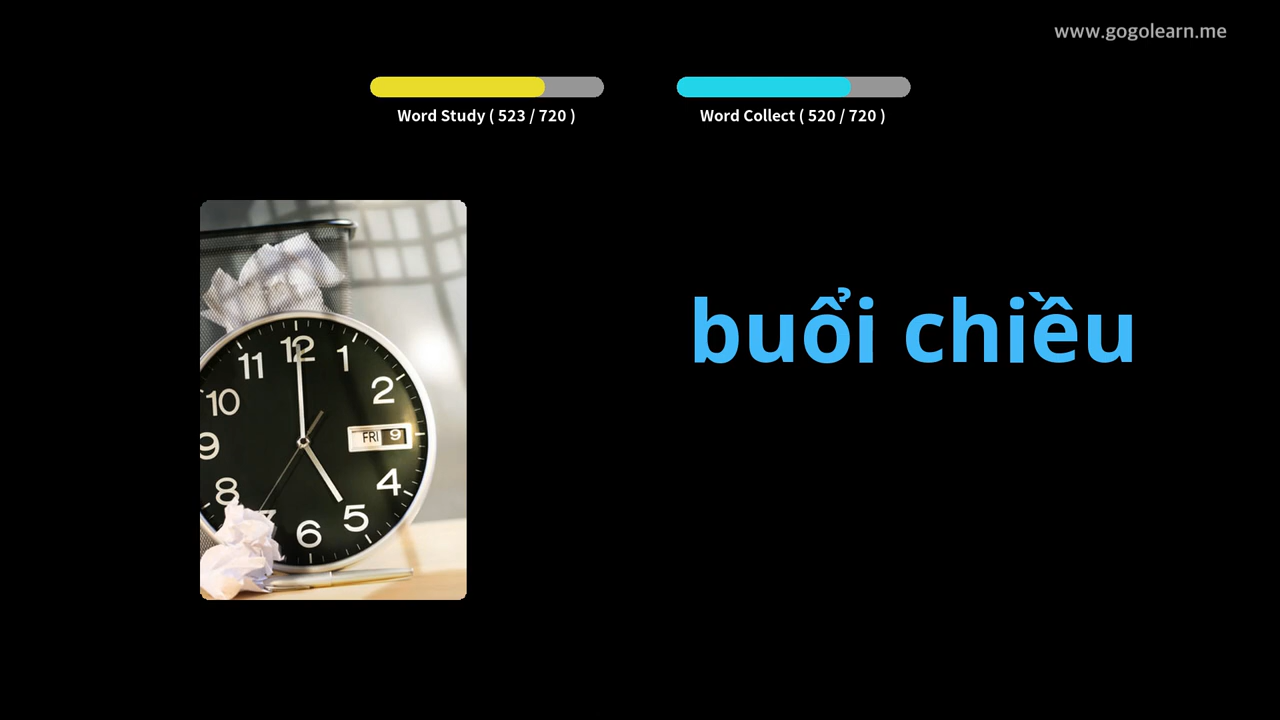 www.gogolearn.me
Word Study ( 523 / 720 )
Word Collect ( 520 / 720 )
buổi chiều
12
11
1
10
2
9
FRI 9
8
4
7
5
6